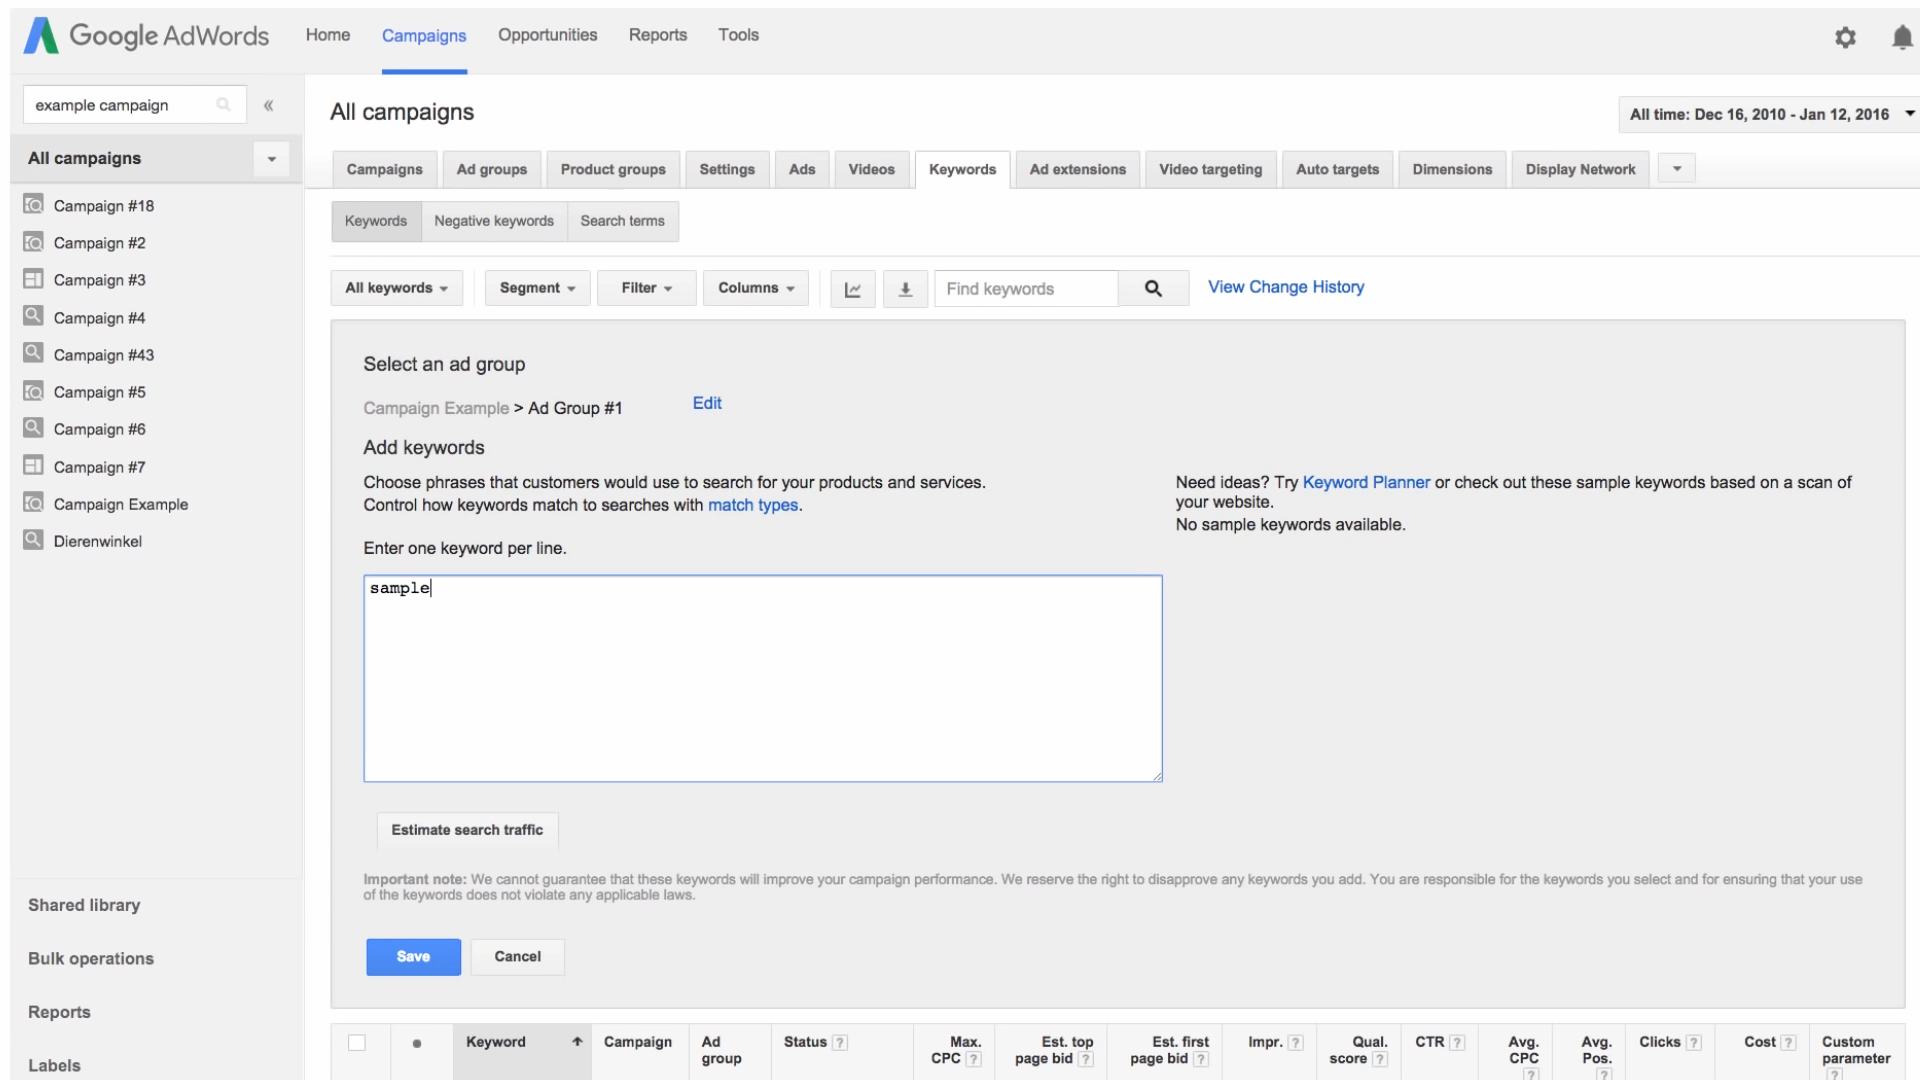 Google AdWords
Home Campaigns Opportunities Reports Tools
example campaign «
All campaigns
Campaign #18
Campaign #2
Campaign #3
Campaign #4
Campaign #43
Campaign #5
Campaign #6
Campaign #7
Campaign Example
Dierenwinkel
Shared library
Bulk operations
Reports
Labels
All campaigns
All time: Dec 16, 2010 - Jan 12, 2016
Campaigns Ad groups Product groups Settings Ads Videos Keywords Ad extensions Video targeting Auto targets Dimensions Display Network
Keywords Negative keywords Search terms
All keywords Segment Filter Columns Find keywords View Change History
Select an ad group
Campaign Example > Ad Group #1 Edit
Add keywords
Choose phrases that customers would use to search for your products and services.
Control how keywords match to searches with match types.
Need ideas? Try Keyword Planner or check out these sample keywords based on a scan of
your website.
No sample keywords available.
Enter one keyword per line.
sample
Estimate search traffic
Important note: We cannot guarantee that these keywords will improve your campaign performance. We reserve the right to disapprove any keywords you add. You are responsible for the keywords you select and for ensuring that your use
of the keywords does not violate any applicable laws.
Save Cancel
Keyword Campaign Ad Status ? Max. Est. top Est. first Impr. ? Qual. CTR ? Avg. Avg. Clicks ? Cost ? Custom
group CPC ? page bid ? page bid ? score ? CPC Pos. parameter
? ? ?